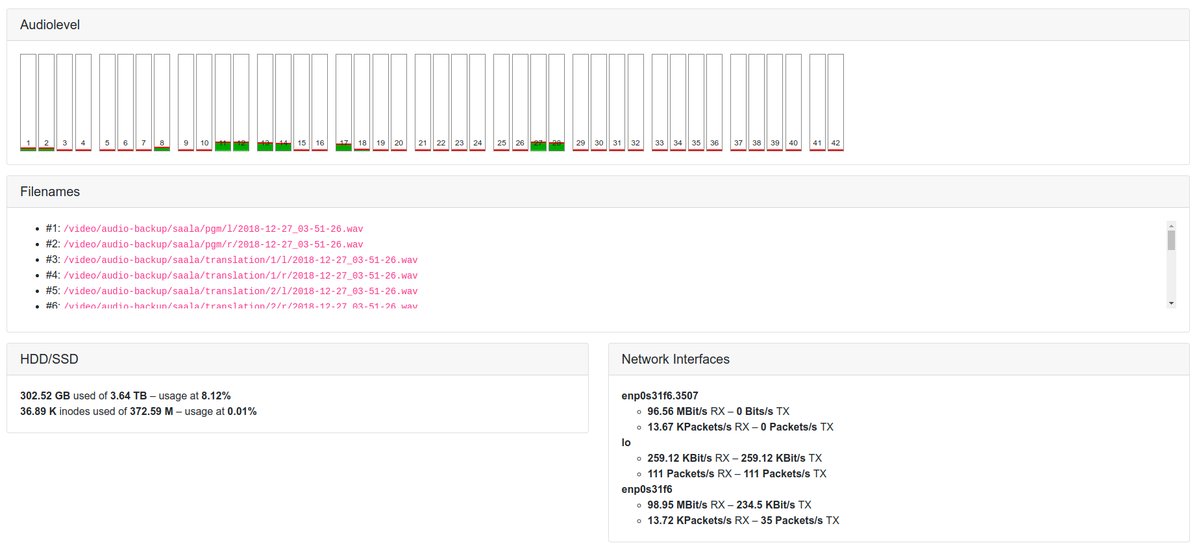 Audiolevel
1 2 3 4 5 6 7 8 9 10 11 12 13 14 15 16 17 18 19 20 21 22 23 24 25 26 27 28 29 30 31 32 33 34 35 36 37 38 39 40 41 42
Filenames
• #1: /video/audio-backup/saala/pgm/l/2018-12-27_03-51-26.wav
• #2: /video/audio-backup/saala/pgm/r/2018-12-27_03-51-26.wav
• #3: /video/audio-backup/saala/translation/1/l/2018-12-27_03-51-26.wav
• #4: /video/audio-backup/saala/translation/1/r/2018-12-27_03-51-26.wav
• #5: /video/audio-backup/saala/translation/2/l/2018-12-27_03-51-26.wav
• #6: /video/audio-backup/saala/translation/2/r/2018-12-27_03-51-26.wav
HDD/SSD
302.52 GB used of 3.64 TB – usage at 8.12%
36.89 K inodes used of 372.59 M – usage at 0.01%
Network Interfaces
enp0s31f6.3507
96.56 MBit/s RX – 0 Bits/s TX
13.67 KPackets/s RX – 0 Packets/s TX
lo
259.12 KBit/s RX – 259.12 KBit/s TX
111 Packets/s RX – 111 Packets/s TX
enp0s31f6
98.95 MBit/s RX – 234.5 KBit/s TX
13.72 KPackets/s RX – 35 Packets/s TX